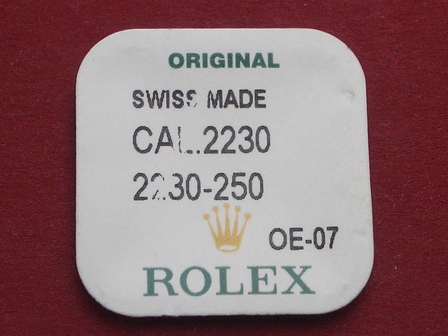 ORIGINAL
SWISS MADE
CAL.2230
2230-250
OE-07
ROLEX